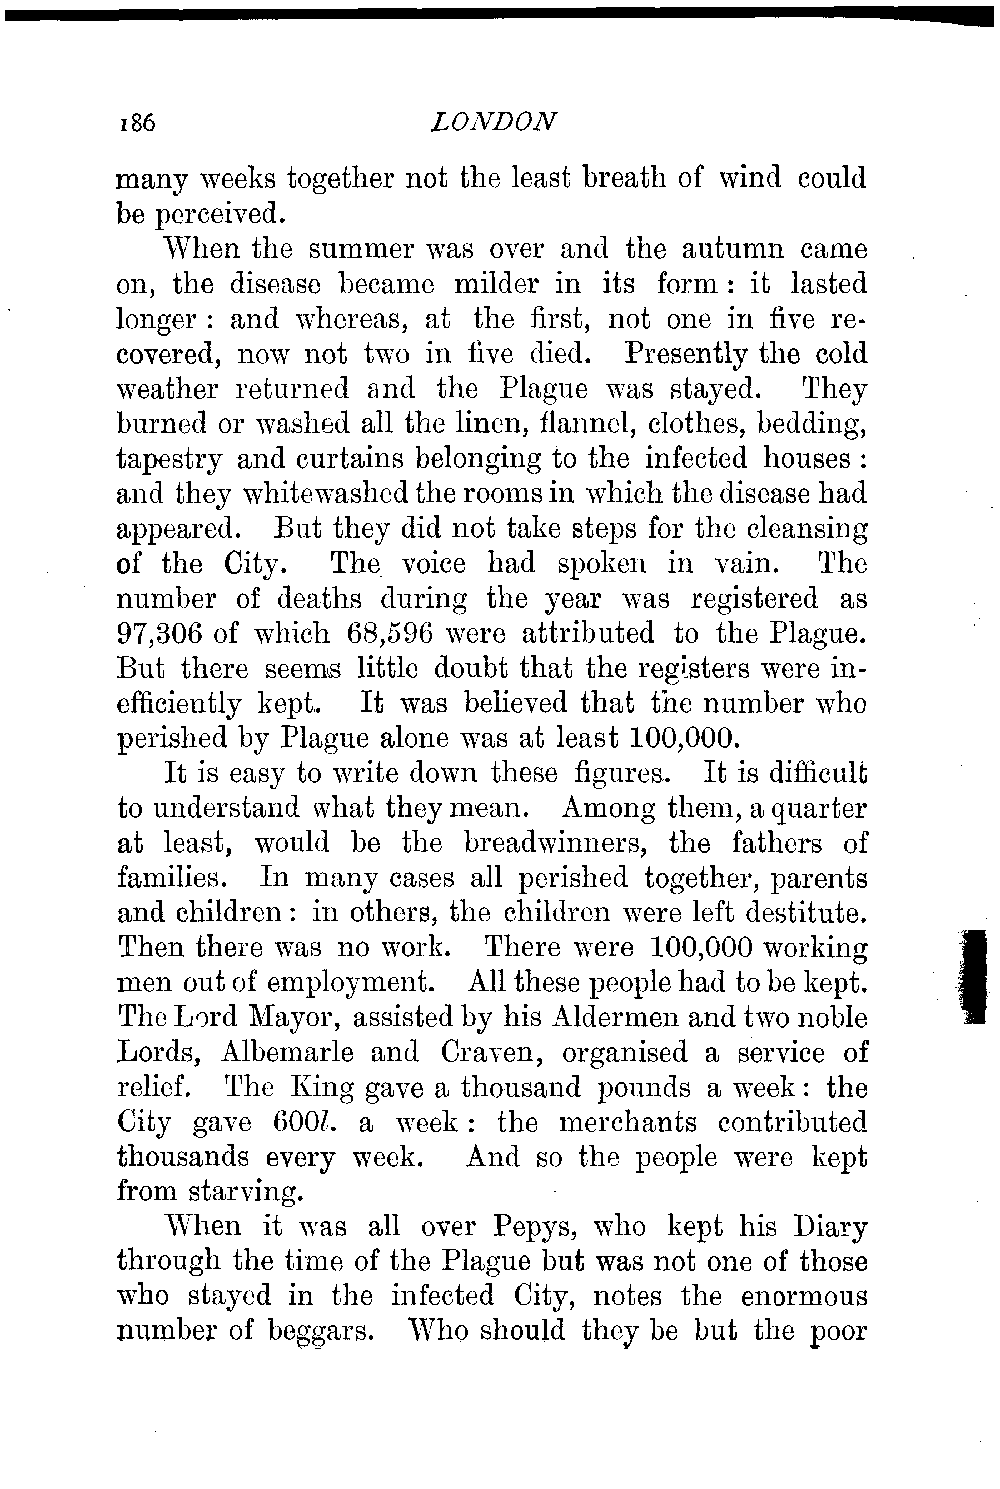 186 LONDON
many weeks together not the least breath of wind could
be perceived.
When the summer was over and the autumn came
on, the disease became milder in its form : it lasted
longer : and whereas, at the first, not one in five re-
covered, now not two in five died. Presently the cold
weather returned and the Plague was stayed. They
burned or washed all the linen, flannel, clothes, bedding,
tapestry and curtains belonging to the infected houses :
and they whitewashed the rooms in which the disease had
appeared. But they did not take steps for the cleansing
of the City. The voice had spoken in vain. The
number of deaths during the year was registered as
97,306 of which 68,596 were attributed to the Plague.
But there seems little doubt that the registers were in-
efficiently kept. It was believed that the number who
perished by Plague alone was at least 100,000.
It is easy to write down these figures. It is difficult
to understand what they mean. Among them, a quarter
at least, would be the breadwinners, the fathers of
families. In many cases all perished together, parents
and children : in others, the children were left destitute.
Then there was no work. There were 100,000 working
men out of employment. All these people had to be kept.
The Lord Mayor, assisted by his Aldermen and two noble
Lords, Albemarle and Craven, organised a service of
relief. The King gave a thousand pounds a week : the
City gave 600l. a week : the merchants contributed
thousands every week. And so the people were kept
from starving.
When it was all over Pepys, who kept his Diary
through the time of the Plague but was not one of those
who stayed in the infected City, notes the enormous
number of beggars. Who should they be but the poor